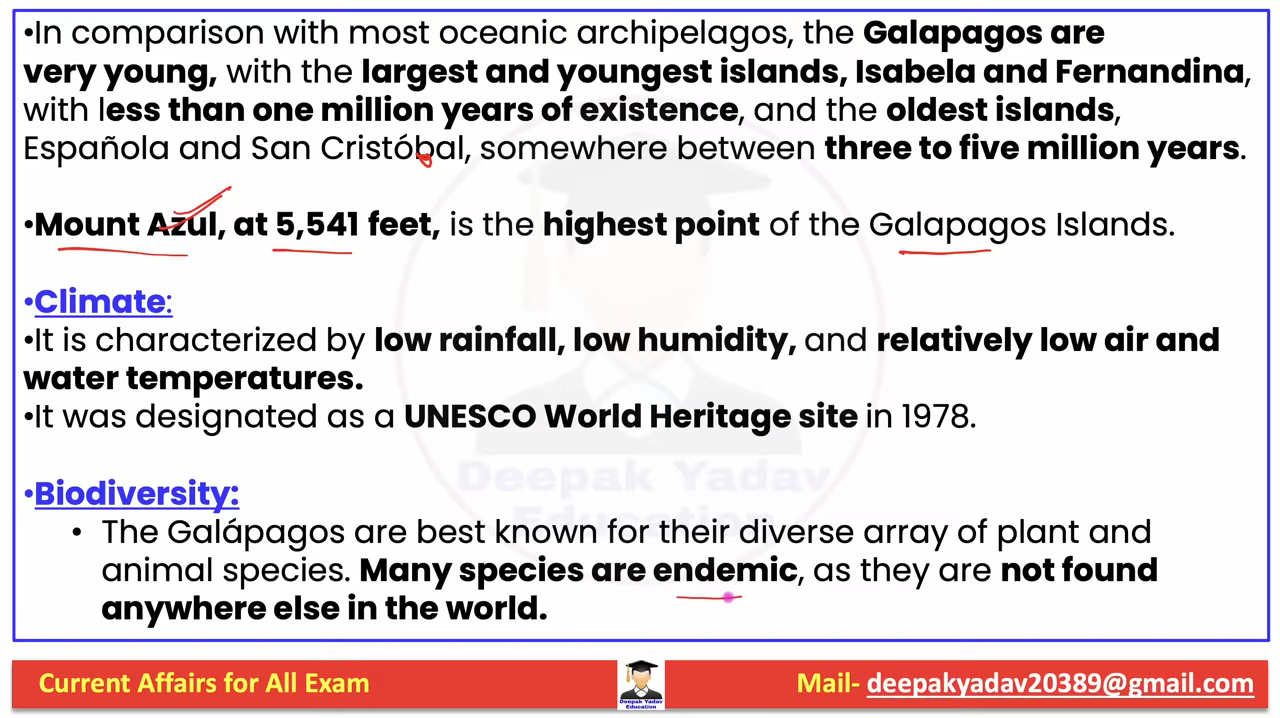 •In comparison with most oceanic archipelagos, the Galapagos are
very young, with the largest and youngest islands, Isabela and Fernandina,
with less than one million years of existence, and the oldest islands,
Española and San Cristóbal, somewhere between three to five million years.
•Mount Azul, at 5,541 feet, is the highest point of the Galapagos Islands.
•Climate:
•It is characterized by low rainfall, low humidity, and relatively low air and
water temperatures.
•It was designated as a UNESCO World Heritage site in 1978.
•Biodiversity:
• The Galápagos are best known for their diverse array of plant and
animal species. Many species are endemic, as they are not found
anywhere else in the world.
Deepak Yadav
Education
Current Affairs for All Exam
Deepak Yadav
Education
Mail- deepakyadav20389@gmail.com